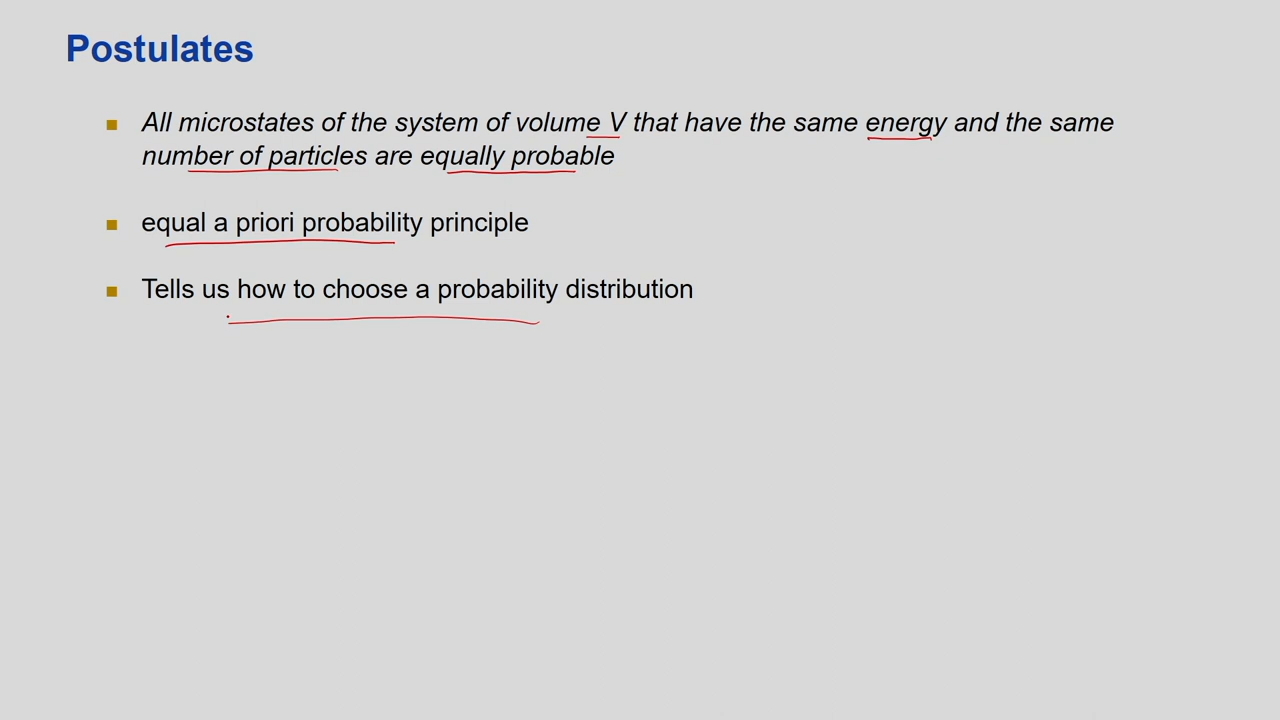 Postulates
All microstates of the system of volume V that have the same energy and the same
number of particles are equally probable
equal a priori probability principle
Tells us how to choose a probability distribution